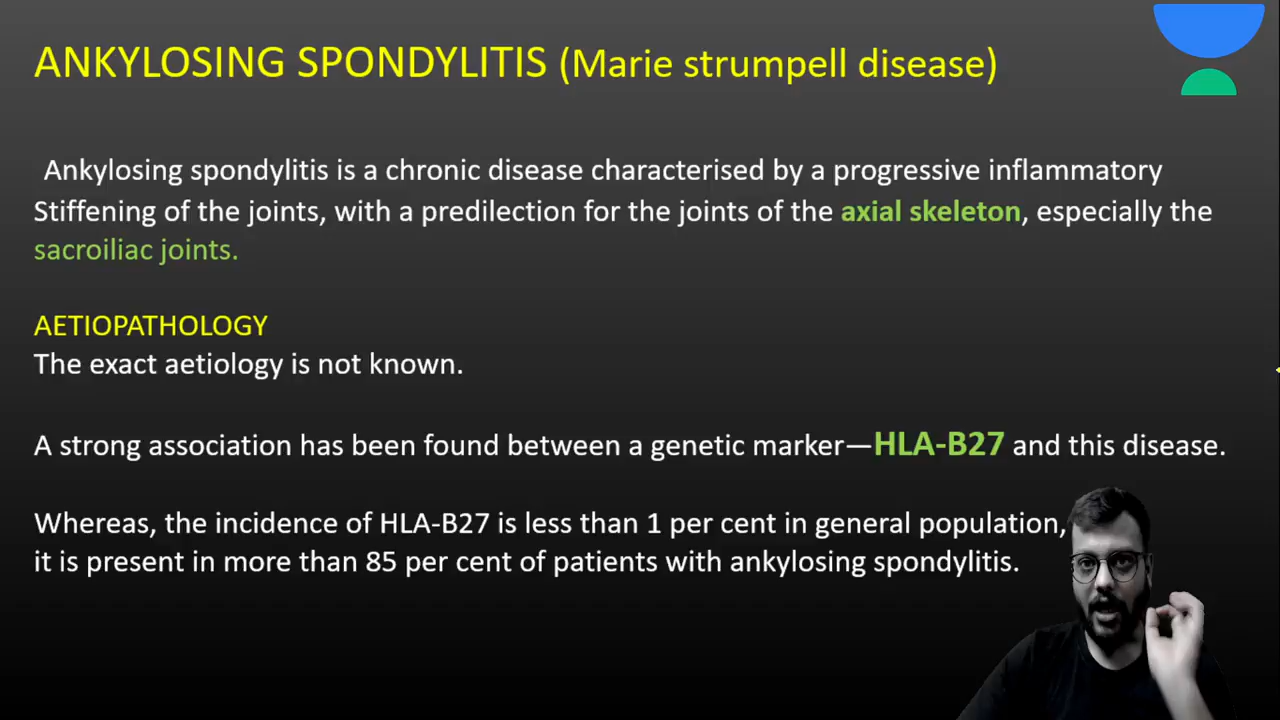 ANKYLOSING SPONDYLITIS (Marie strumpell disease)
Ankylosing spondylitis is a chronic disease characterised by a progressive inflammatory
Stiffening of the joints, with a predilection for the joints of the axial skeleton, especially the
sacroiliac joints.
AETIOPATHOLOGY
The exact aetiology is not known.
A strong association has been found between a genetic marker—HLA-B27 and this disease.
Whereas, the incidence of HLA-B27 is less than 1 per cent in general population,
it is present in more than 85 per cent of patients with ankylosing spondylitis.